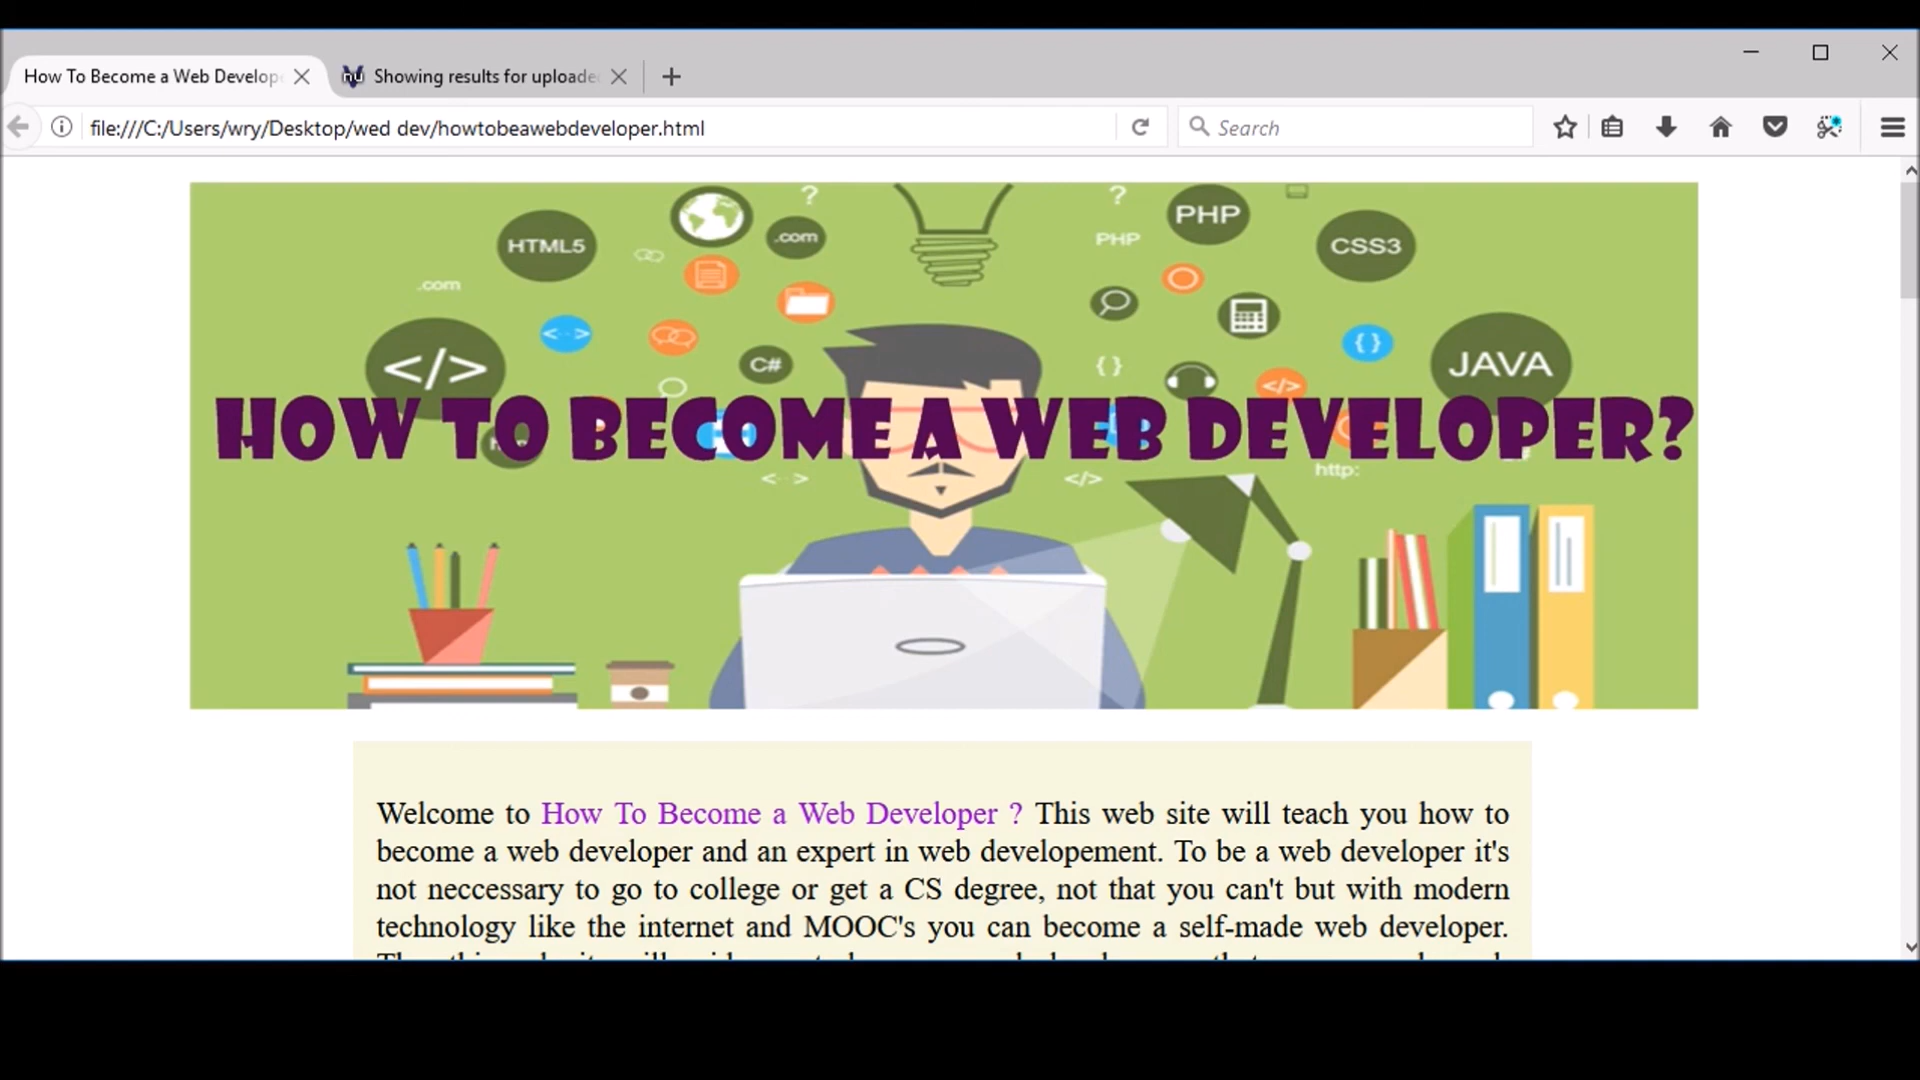 How To Become a Web Develop
Showing results for uploade
file:///C:/Users/wry/Desktop/wed dev/howtobeawebdeveloper.html
Search
?
?
PHP
HTML5
.com
PHP
CSS3
.com
</>
< >
C#
{ }
{ }
</>
JAVA
HOW TO BECOME A WEB DEVELOPER?
< >
</>
http:
Welcome to How To Become a Web Developer ? This web site will teach you how to
become a web developer and an expert in web developement. To be a web developer it's
not neccessary to go to college or get a CS degree, not that you can't but with modern
technology like the internet and MOOC's you can become a self-made web developer.